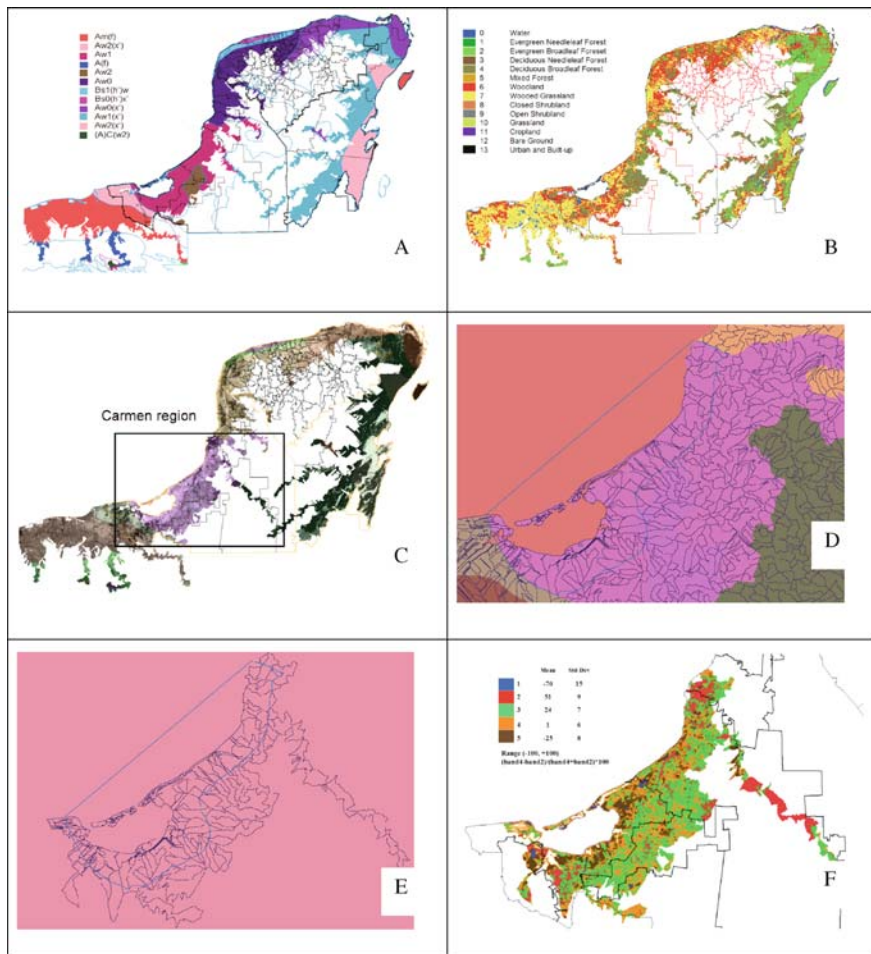 Am(f)
Aw2(x')
Aw1
A(f)
Aw2
Aw0
Bs1(h')w
Bs0(h')x'
Aw0(x')
Aw1(x')
Aw2(x')
(A)C(w2)
A
0 Water
1 Evergreen Needleleaf Forest
2 Evergreen Broadleaf Foreset
3 Deciduous Needleleaf Forest
4 Deciduous Broadleaf Forest
5 Mixed Forest
6 Woodland
7 Wooded Grassland
8 Closed Shrubland
9 Open Shrubland
10 Grassland
11 Cropland
12 Bare Ground
13 Urban and Built-up
B
Carmen region
C
D
E
Mean Std Dev
1 -70 15
2 51 9
3 24 7
4 1 6
5 -25 8
Range (-100, +100)
(band4-band2)/(band4+band2)*100
F